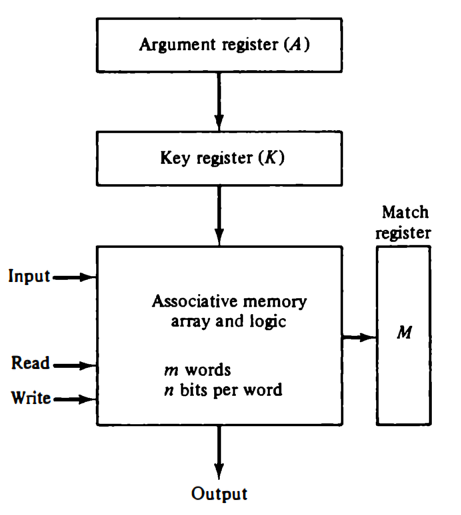 Argument register (A)
Key register (K)
Match
register
Input
Associative memory
array and logic
M
Read
m words
n bits per word
Write
Output